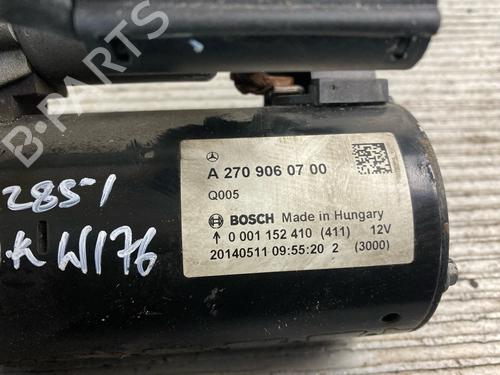 B-PARTS
A 270 906 07 00
Q005
BOSCH Made in Hungary
0 001 152 410 (411) 12V
20140511 09:55:20 2 (3000)
285-1
W176